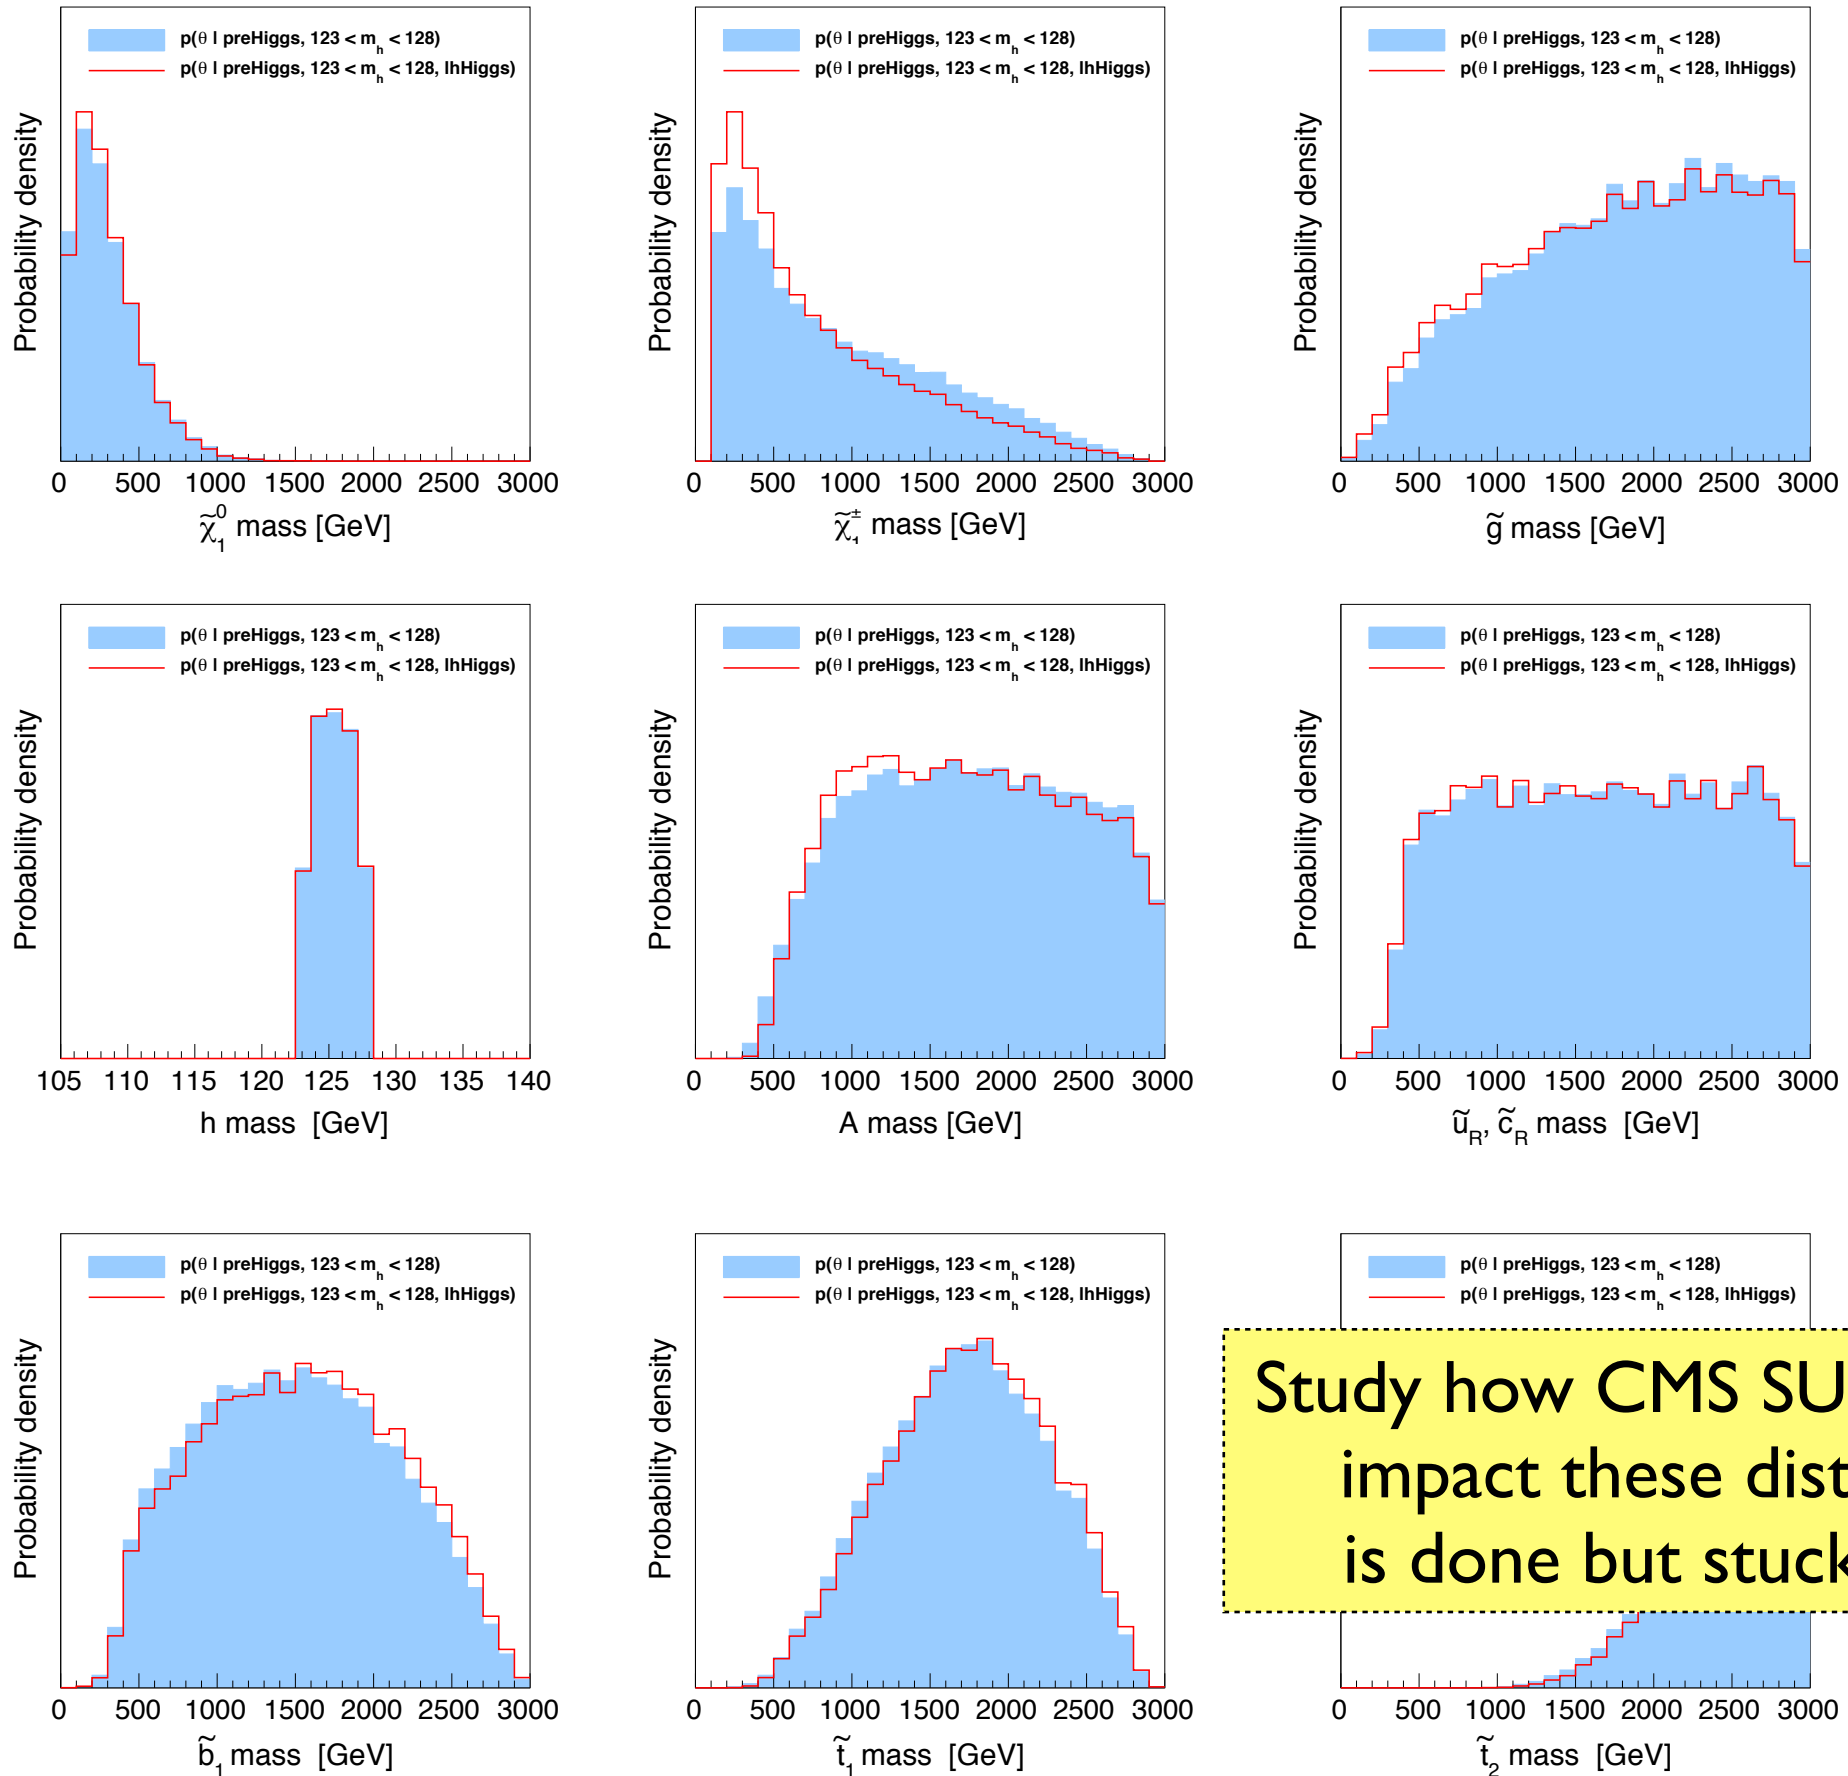 p(θ | preHiggs, 123 < m_h < 128)
p(θ | preHiggs, 123 < m_h < 128, lhHiggs)
Probability density
0 500 1000 1500 2000 2500 3000
χ̃₁⁰ mass [GeV]
p(θ | preHiggs, 123 < m_h < 128)
p(θ | preHiggs, 123 < m_h < 128, lhHiggs)
Probability density
0 500 1000 1500 2000 2500 3000
χ̃₁± mass [GeV]
p(θ | preHiggs, 123 < m_h < 128)
p(θ | preHiggs, 123 < m_h < 128, lhHiggs)
Probability density
0 500 1000 1500 2000 2500 3000
g̃ mass [GeV]
p(θ | preHiggs, 123 < m_h < 128)
p(θ | preHiggs, 123 < m_h < 128, lhHiggs)
Probability density
105 110 115 120 125 130 135 140
h mass [GeV]
p(θ | preHiggs, 123 < m_h < 128)
p(θ | preHiggs, 123 < m_h < 128, lhHiggs)
Probability density
0 500 1000 1500 2000 2500 3000
A mass [GeV]
p(θ | preHiggs, 123 < m_h < 128)
p(θ | preHiggs, 123 < m_h < 128, lhHiggs)
Probability density
0 500 1000 1500 2000 2500 3000
ũ_R, c̃_R mass [GeV]
p(θ | preHiggs, 123 < m_h < 128)
p(θ | preHiggs, 123 < m_h < 128, lhHiggs)
Probability density
0 500 1000 1500 2000 2500 3000
b̃₁ mass [GeV]
p(θ | preHiggs, 123 < m_h < 128)
p(θ | preHiggs, 123 < m_h < 128, lhHiggs)
Probability density
0 500 1000 1500 2000 2500 3000
t̃₁ mass [GeV]
p(θ | preHiggs, 123 < m_h < 128)
p(θ | preHiggs, 123 < m_h < 128, lhHiggs)
Study how CMS SU
impact these dist
is done but stuck
0 500 1000 1500 2000 2500 3000
t̃₂ mass [GeV]